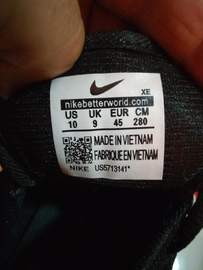 XE
nikebetterworld.com
US UK EUR CM
10 9 45 280
MADE IN VIETNAM
FABRIQUE EN VIETNAM
NIKE US5713141*